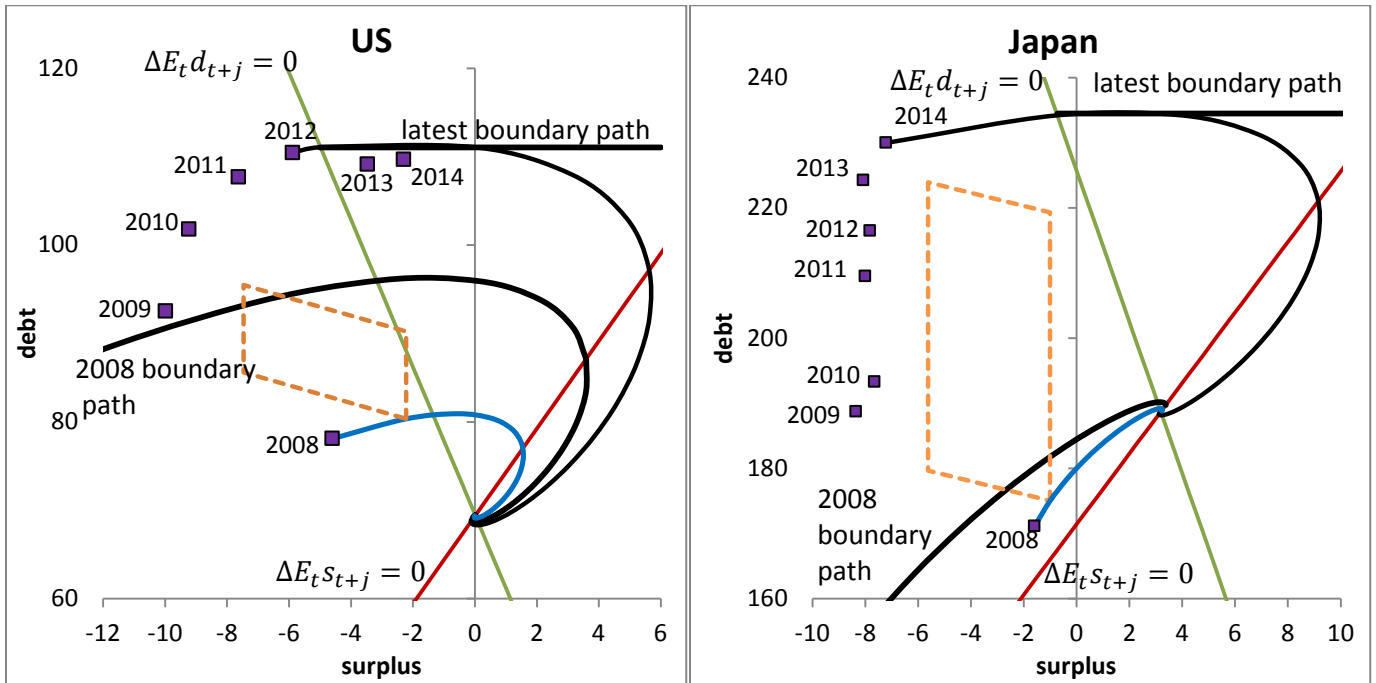 US
ΔE_t d_{t+j} = 0
120
100
80
60
debt
2012
latest boundary path
2011
2013
2014
2010
2009
2008 boundary
path
2008
ΔE_t s_{t+j} = 0
-12 -10 -8 -6 -4 -2 0 2 4 6
surplus
Japan
ΔE_t d_{t+j} = 0
latest boundary path
240
220
200
180
160
debt
2014
2013
2012
2011
2010
2009
2008
boundary
path
2008
ΔE_t s_{t+j} = 0
-10 -8 -6 -4 -2 0 2 4 6 8 10
surplus